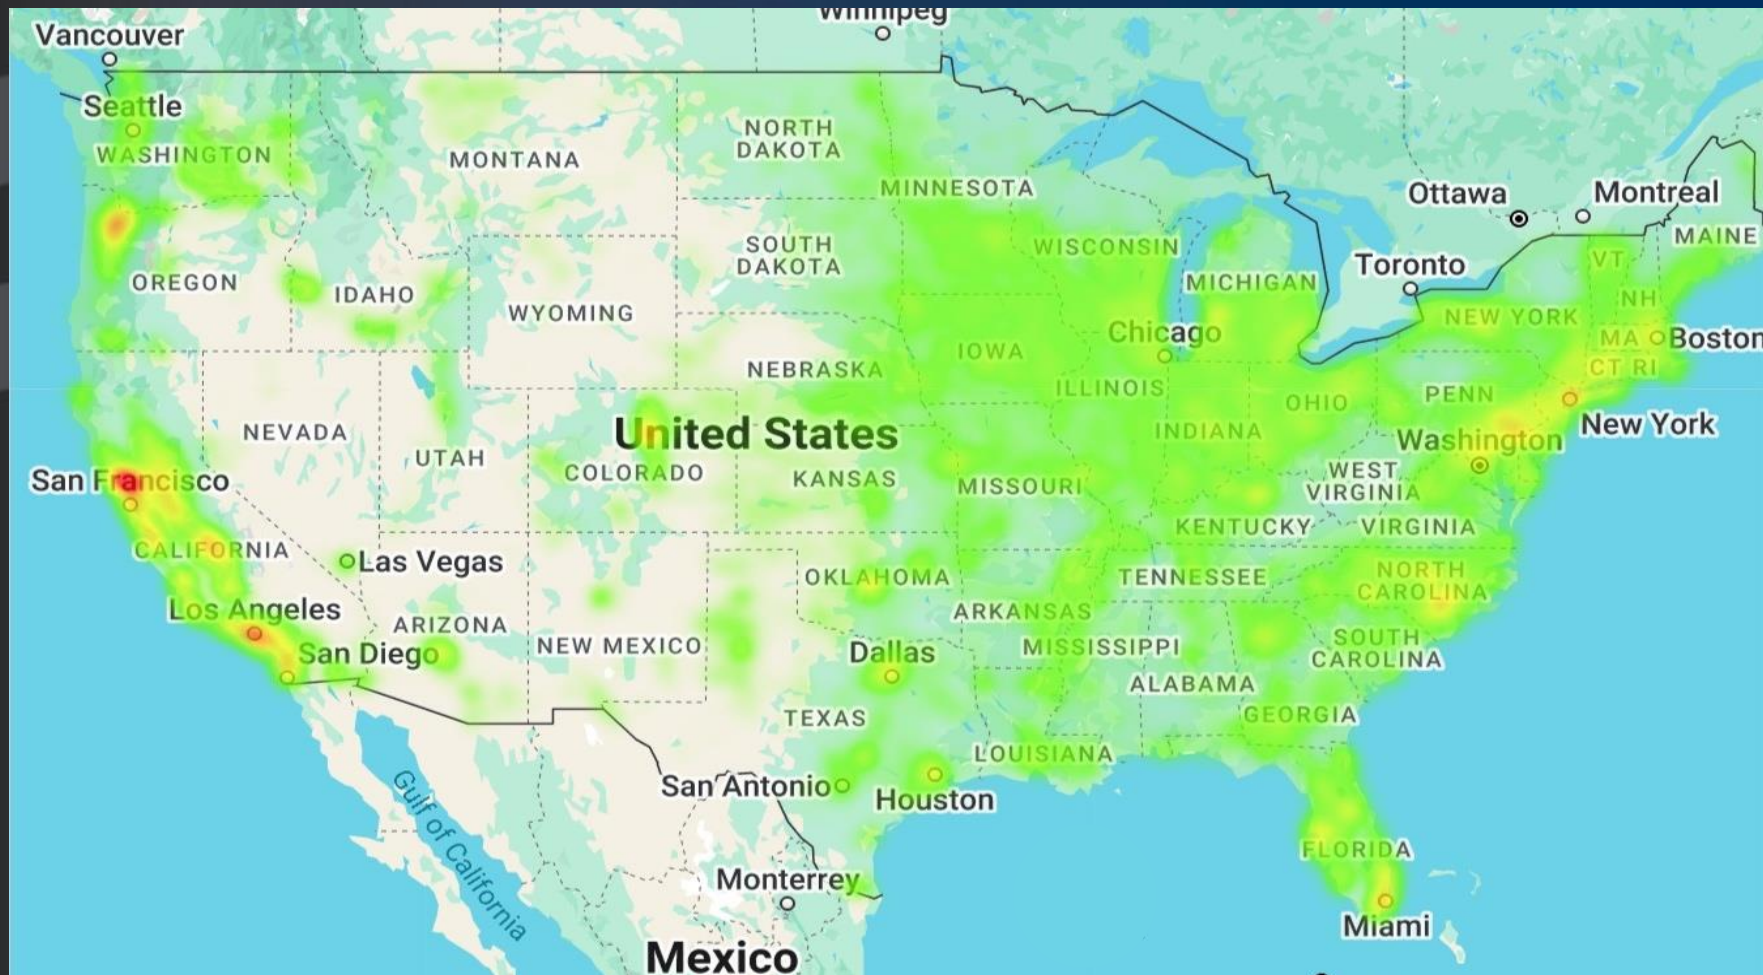 Winnipeg
Vancouver
Seattle
WASHINGTON
MONTANA
NORTH
DAKOTA
MINNESOTA
Ottawa
Montreal
MAINE
OREGON
IDAHO
WYOMING
SOUTH
DAKOTA
WISCONSIN
MICHIGAN
Toronto
VT
NH
NEW YORK
MA
Boston
CT RI
Chicago
IOWA
NEBRASKA
ILLINOIS
OHIO
PENN
New York
NEVADA
UTAH
United States
COLORADO
KANSAS
MISSOURI
INDIANA
Washington
WEST
VIRGINIA
San Francisco
KENTUCKY
VIRGINIA
CALIFORNIA
Las Vegas
OKLAHOMA
TENNESSEE
NORTH
CAROLINA
Los Angeles
ARIZONA
NEW MEXICO
ARKANSAS
San Diego
Dallas
MISSISSIPPI
SOUTH
CAROLINA
ALABAMA
TEXAS
GEORGIA
LOUISIANA
San Antonio
Houston
Gulf of California
FLORIDA
Monterrey
Miami
Mexico